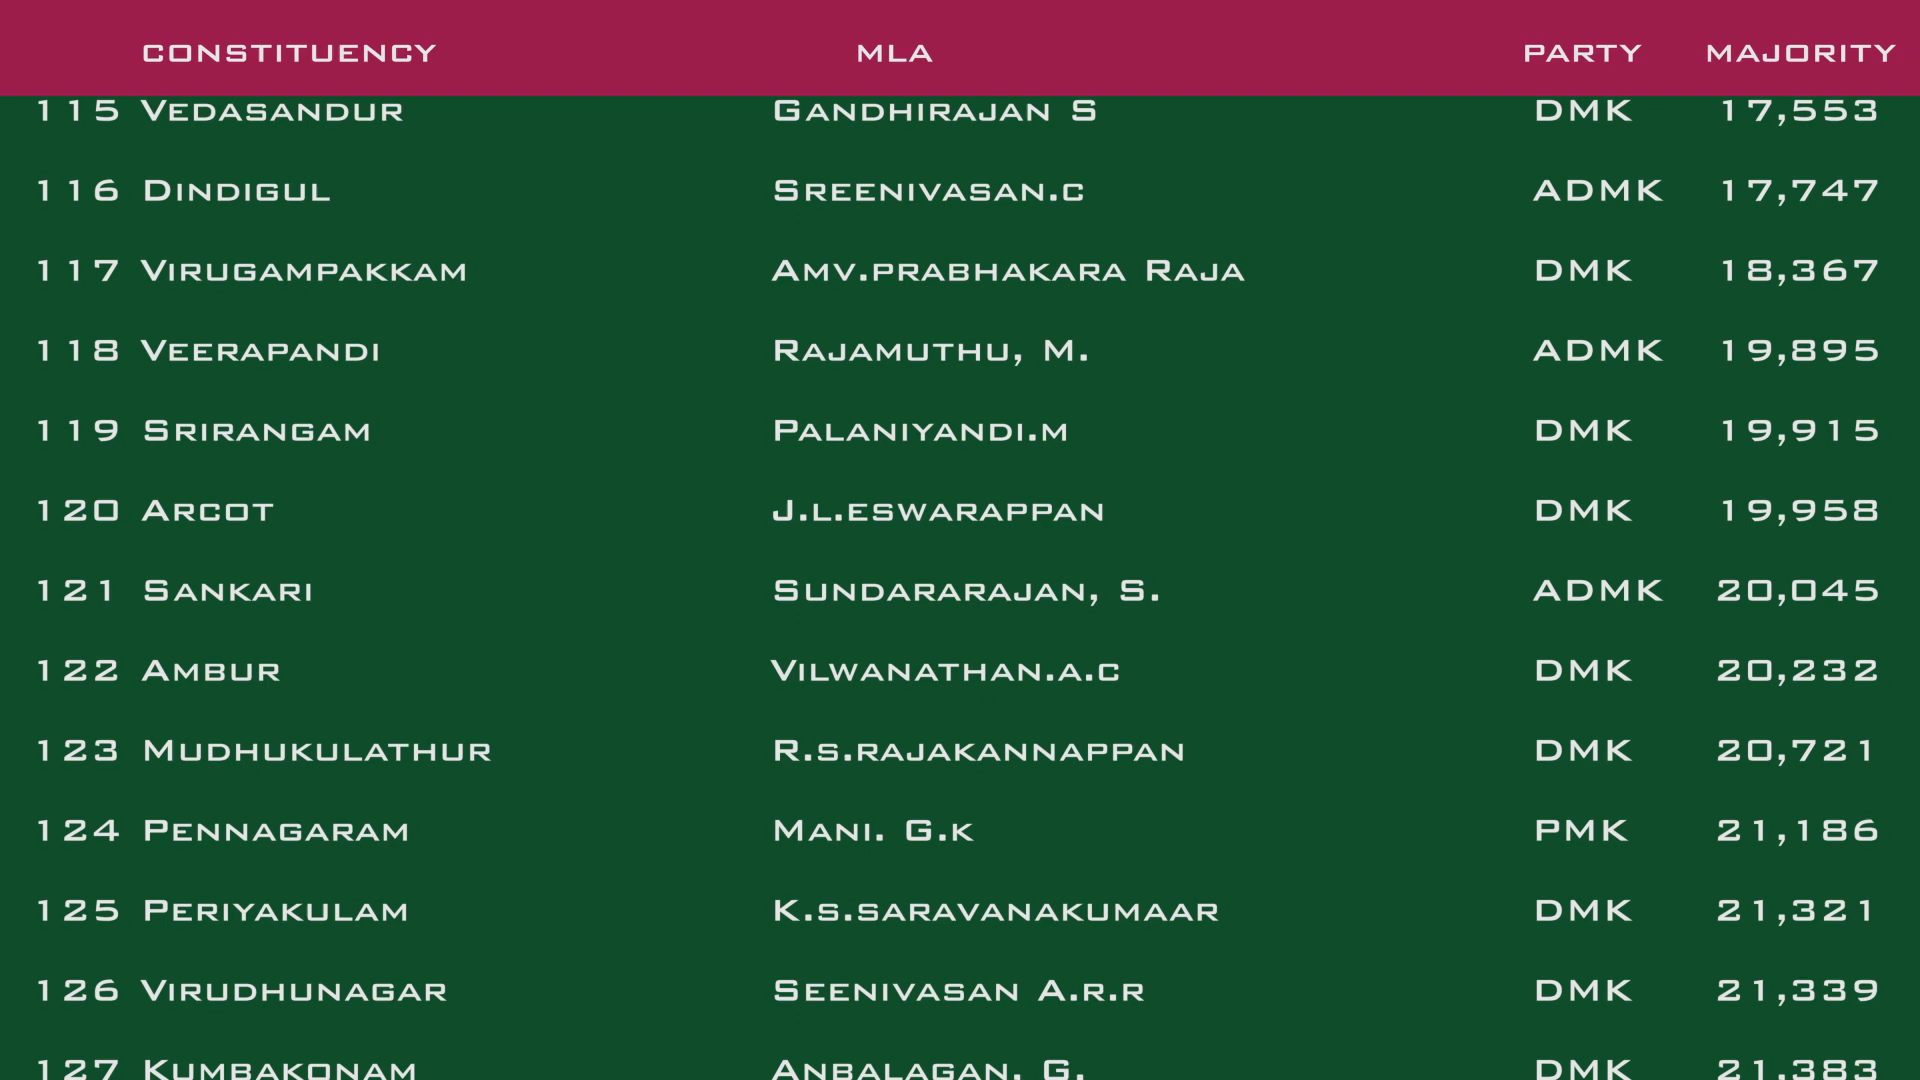 CONSTITUENCY MLA PARTY MAJORITY
115 VEDASANDUR GANDHIRAJAN S DMK 17,553
116 DINDIGUL SREENIVASAN.C ADMK 17,747
117 VIRUGAMPAKKAM AMV.PRABHAKARA RAJA DMK 18,367
118 VEERAPANDI RAJAMUTHU, M. ADMK 19,895
119 SRIRANGAM PALANIYANDI.M DMK 19,915
120 ARCOT J.L.ESWARAPPAN DMK 19,958
121 SANKARI SUNDARARAJAN, S. ADMK 20,045
122 AMBUR VILWANATHAN.A.C DMK 20,232
123 MUDHUKULATHUR R.S.RAJAKANNAPPAN DMK 20,721
124 PENNAGARAM MANI. G.K PMK 21,186
125 PERIYAKULAM K.S.SARAVANAKUMAAR DMK 21,321
126 VIRUDHUNAGAR SEENIVASAN A.R.R DMK 21,339
127 KUMBAKONAM ANBALAGAN, G. DMK 21,383